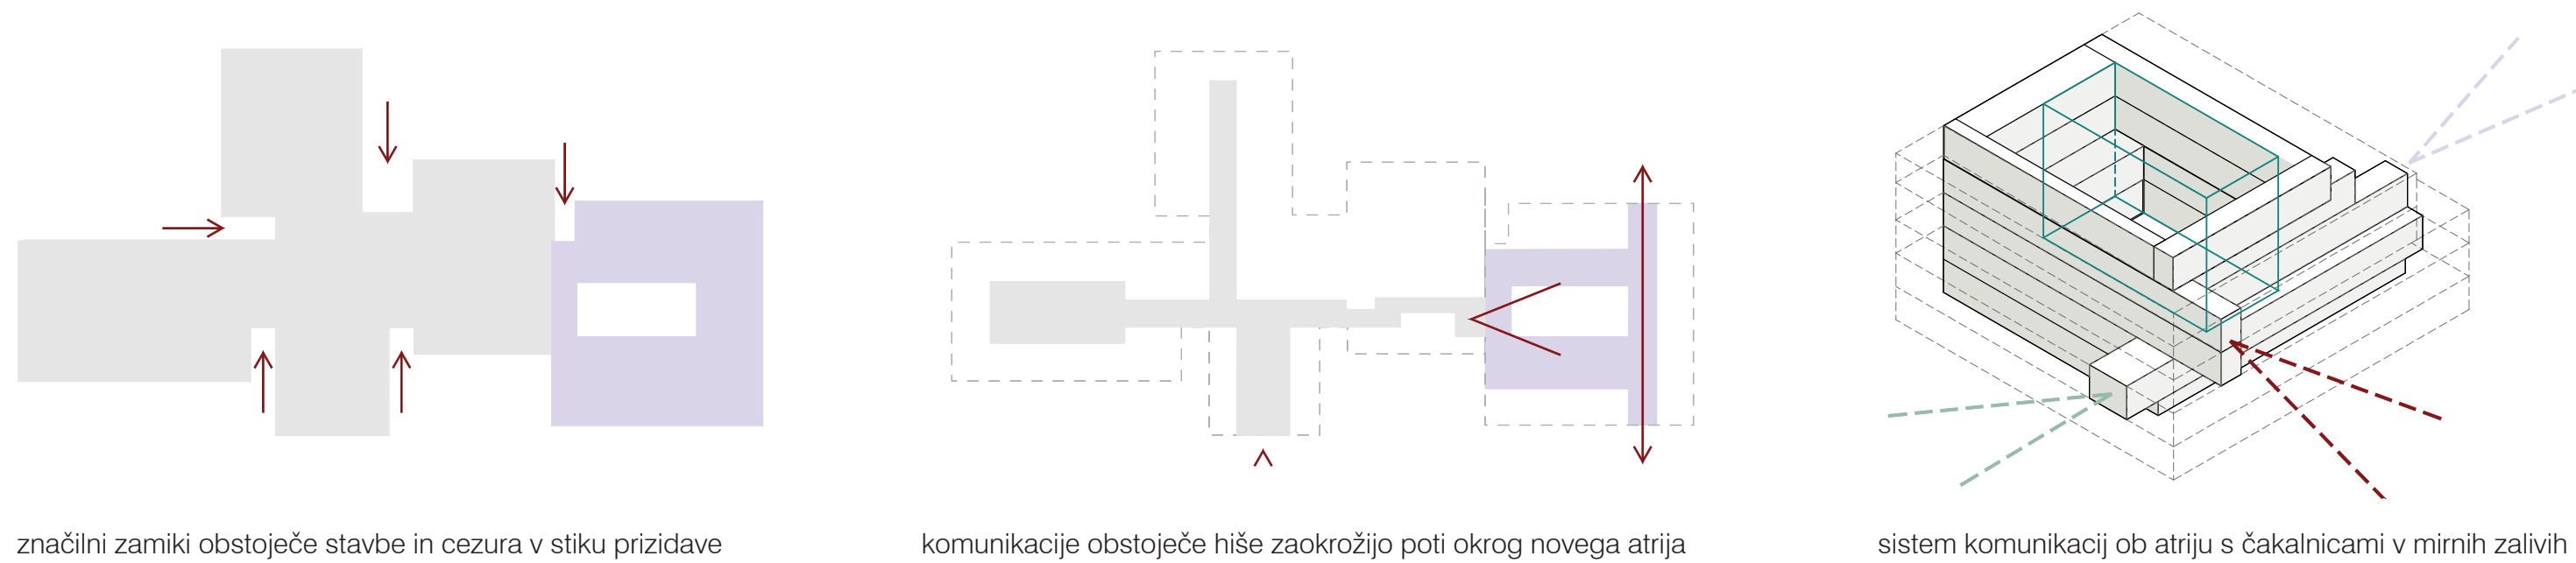 značilni zamiki obstoječe stavbe in cezura v stiku prizidave
komunikacije obstoječe hiše zaokrožijo poti okrog novega atrija
sistem komunikacij ob atriju s čakalnicami v mirnih zalivih